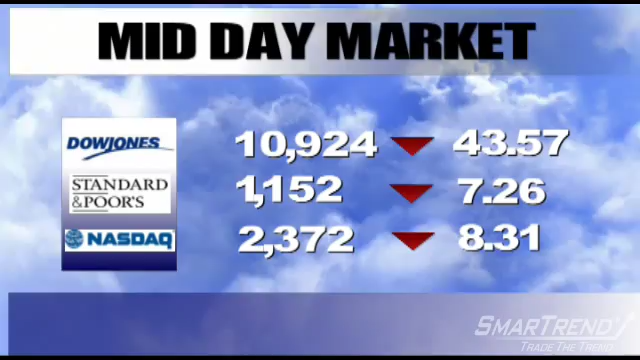 MID DAY MARKET
DOWJONES 10,924 43.57
STANDARD
&POOR'S 1,152 7.26
NASDAQ 2,372 8.31
SMARTREND
TRADE THE TREND